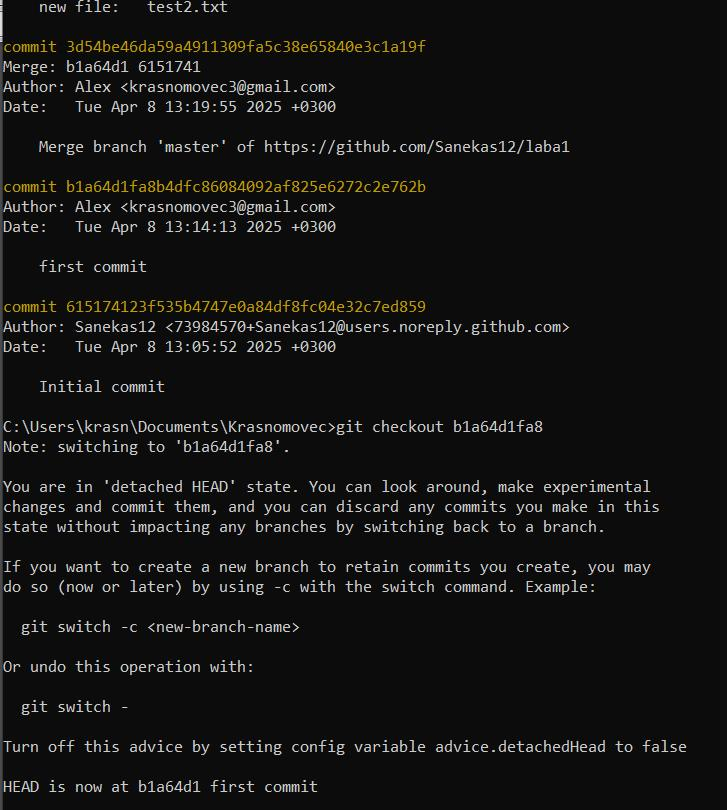 new file:   test2.txt
commit 3d54be46da59a4911309fa5c38e65840e3c1a19f
Merge: b1a64d1 6151741
Author: Alex <krasnomovec3@gmail.com>
Date:   Tue Apr 8 13:19:55 2025 +0300
Merge branch 'master' of https://github.com/Sanekas12/laba1
commit b1a64d1fa8b4dfc86084092af825e6272c2e762b
Author: Alex <krasnomovec3@gmail.com>
Date:   Tue Apr 8 13:14:13 2025 +0300
first commit
commit 615174123f535b4747e0a84df8fc04e32c7ed859
Author: Sanekas12 <73984570+Sanekas12@users.noreply.github.com>
Date:   Tue Apr 8 13:05:52 2025 +0300
Initial commit
C:\Users\krasn\Documents\Krasnomovec>git checkout b1a64d1fa8
Note: switching to 'b1a64d1fa8'.
You are in 'detached HEAD' state. You can look around, make experimental
changes and commit them, and you can discard any commits you make in this
state without impacting any branches by switching back to a branch.
If you want to create a new branch to retain commits you create, you may
do so (now or later) by using -c with the switch command. Example:
git switch -c <new-branch-name>
Or undo this operation with:
git switch -
Turn off this advice by setting config variable advice.detachedHead to false
HEAD is now at b1a64d1 first commit